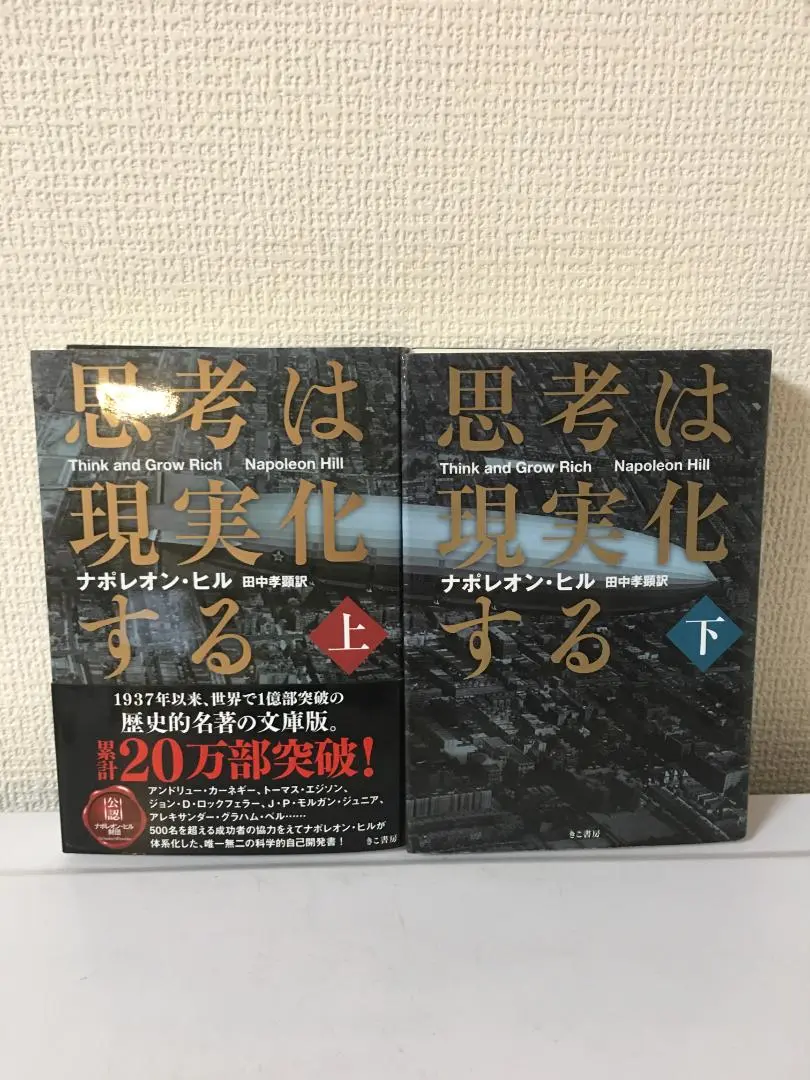 思考は
Think and Grow Rich Napoleon Hill
現実化
ナポレオン・ヒル 田中孝顕訳
する
上
1937年以来、世界で1億部突破の
歴史的名著の文庫版。
累計20万部突破!
アンドリュー・カーネギー、トーマス・エジソン、
ジョン・D・ロックフェラー、J・P・モルガン・ジュニア、
アレキサンダー・グラハム・ベル……
500名を超える成功者の協力をえてナポレオン・ヒルが
体系化した、唯一無二の科学的自己開発書!
公認
ナポレオン・ヒル
財団
きこ書房
思考は
Think and Grow Rich Napoleon Hill
現実化
ナポレオン・ヒル 田中孝顕訳
する
下
きこ書房